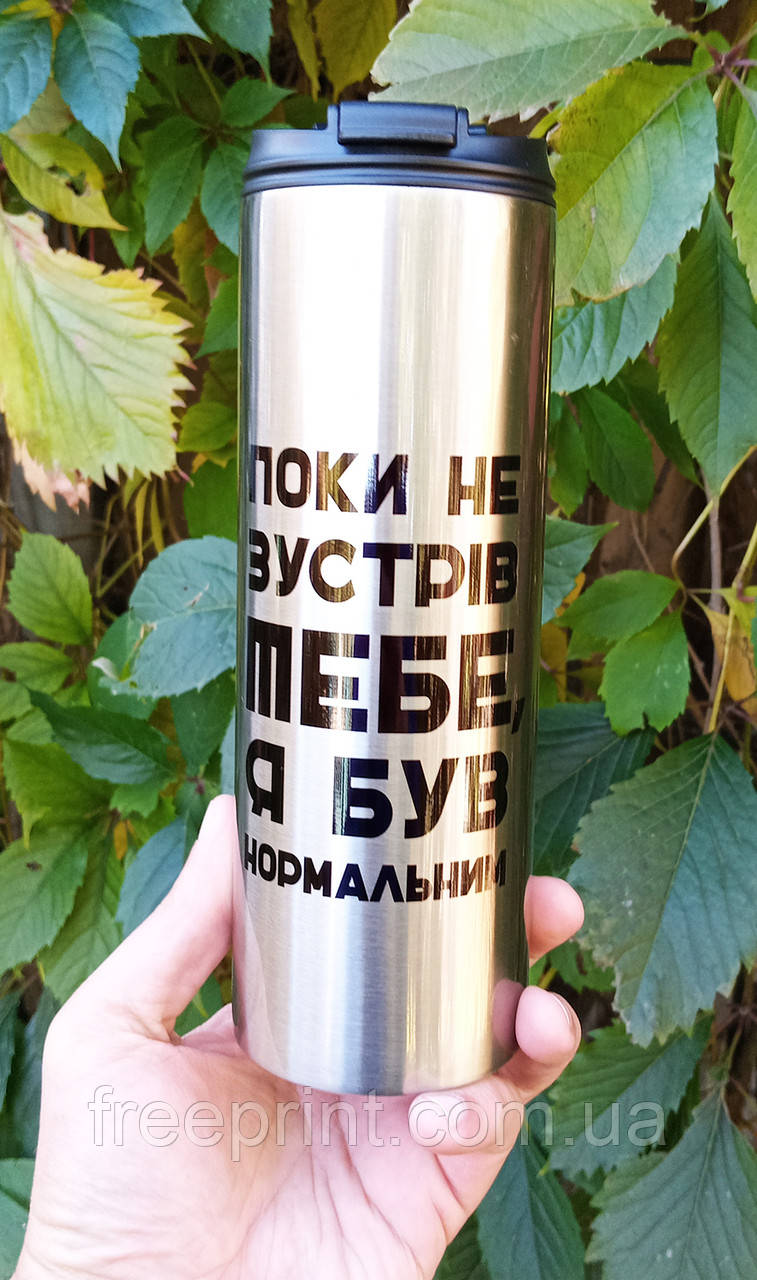 ПОКИ НЕ
ЗУСТРІВ
ТЕБЕ,
Я БУВ
НОРМАЛЬНИМ
freeprint.com.ua